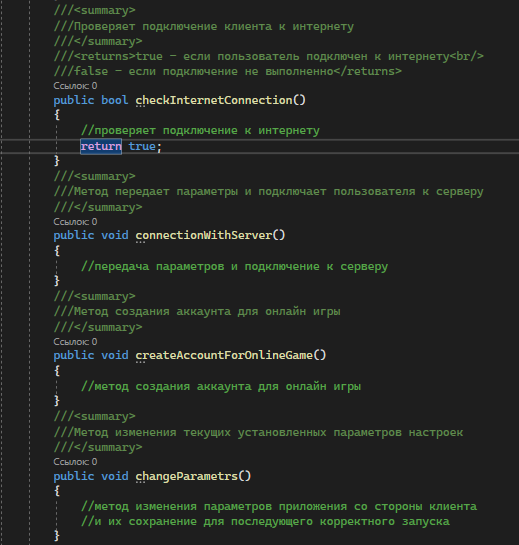 ///<summary>
///Проверяет подключение клиента к интернету
///</summary>
///<returns>true — если пользователь подключен к интернету<br/>
///false — если подключение не выполненно</returns>
Ссылок: 0
public bool checkInternetConnection()
{
//проверяет подключение к интернету
return true;
}
///<summary>
///Метод передает параметры и подключает пользователя к серверу
///</summary>
Ссылок: 0
public void connectionWithServer()
{
//передача параметров и подключение к серверу
}
///<summary>
///Метод создания аккаунта для онлайн игры
///</summary>
Ссылок: 0
public void createAccountForOnlineGame()
{
//метод создания аккаунта для онлайн игры
}
///<summary>
///Метод изменения текущих установленных параметров настроек
///</summary>
Ссылок: 0
public void changeParametrs()
{
//метод изменения параметров приложения со стороны клиента
//и их сохранение для последующего корректного запуска
}